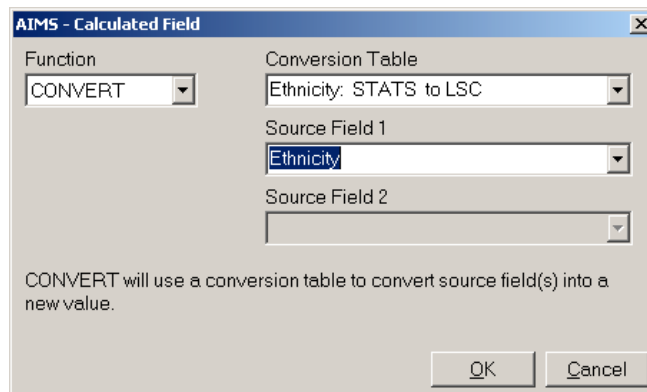 AIMS - Calculated Field
Function
Conversion Table
CONVERT
Ethnicity: STATS to LSC
Source Field 1
Ethnicity
Source Field 2
CONVERT will use a conversion table to convert source field(s) into a
new value.
OK
Cancel